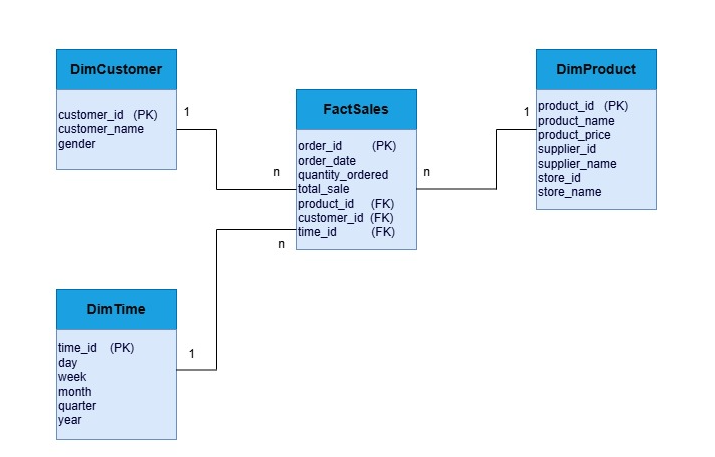 DimCustomer
customer_id (PK)
customer_name
gender
1
n
FactSales
order_id (PK)
order_date
quantity_ordered
total_sale
product_id (FK)
customer_id (FK)
time_id (FK)
n
1
DimProduct
product_id (PK)
product_name
product_price
supplier_id
supplier_name
store_id
store_name
n
1
DimTime
time_id (PK)
day
week
month
quarter
year